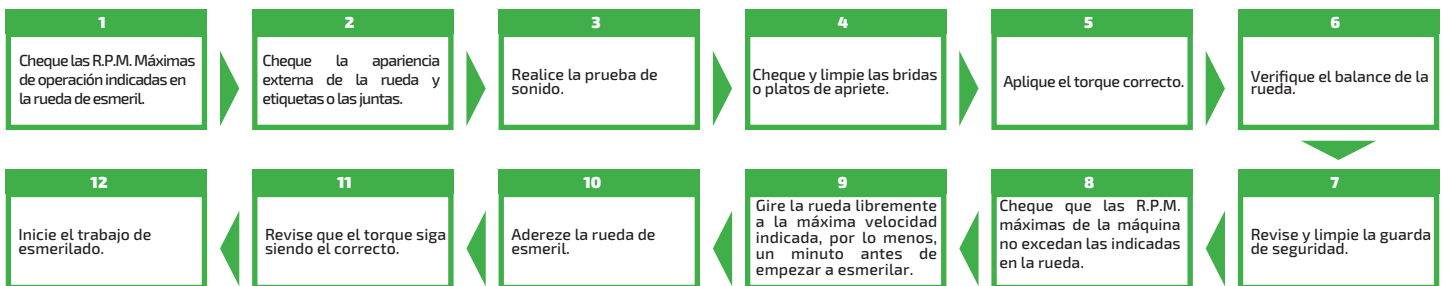 1
Cheque las R.P.M. Máximas
de operación indicadas en
la rueda de esmeril.
2
Cheque la apariencia
externa de la rueda y
etiquetas o las juntas.
3
Realice la prueba de
sonido.
4
Cheque y limpie las bridas
o platos de apriete.
5
Aplique el torque correcto.
6
Verifique el balance de la
rueda.
7
Revise y limpie la guarda
de seguridad.
8
Cheque que las R.P.M.
máximas de la máquina
no excedan las indicadas
en la rueda.
9
Gire la rueda libremente
a la máxima velocidad
indicada, por lo menos,
un minuto antes de
empezar a esmerilar.
10
Adereze la rueda de
esmeril.
11
Revise que el torque siga
siendo el correcto.
12
Inicie el trabajo de
esmerilado.